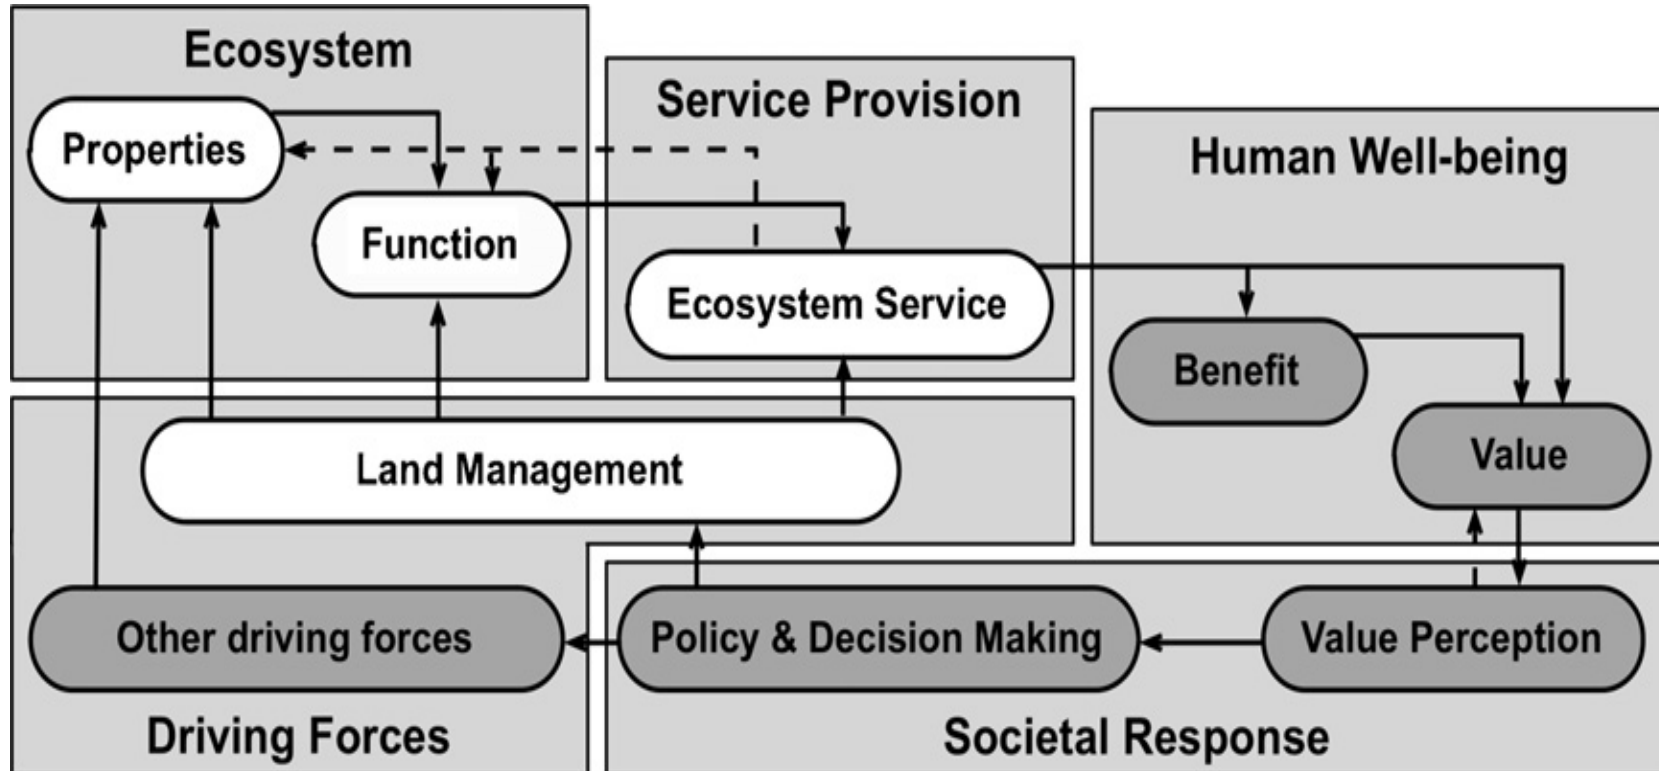 Ecosystem
Properties
Function
Service Provision
Ecosystem Service
Human Well-being
Benefit
Value
Land Management
Other driving forces
Driving Forces
Policy & Decision Making
Value Perception
Societal Response